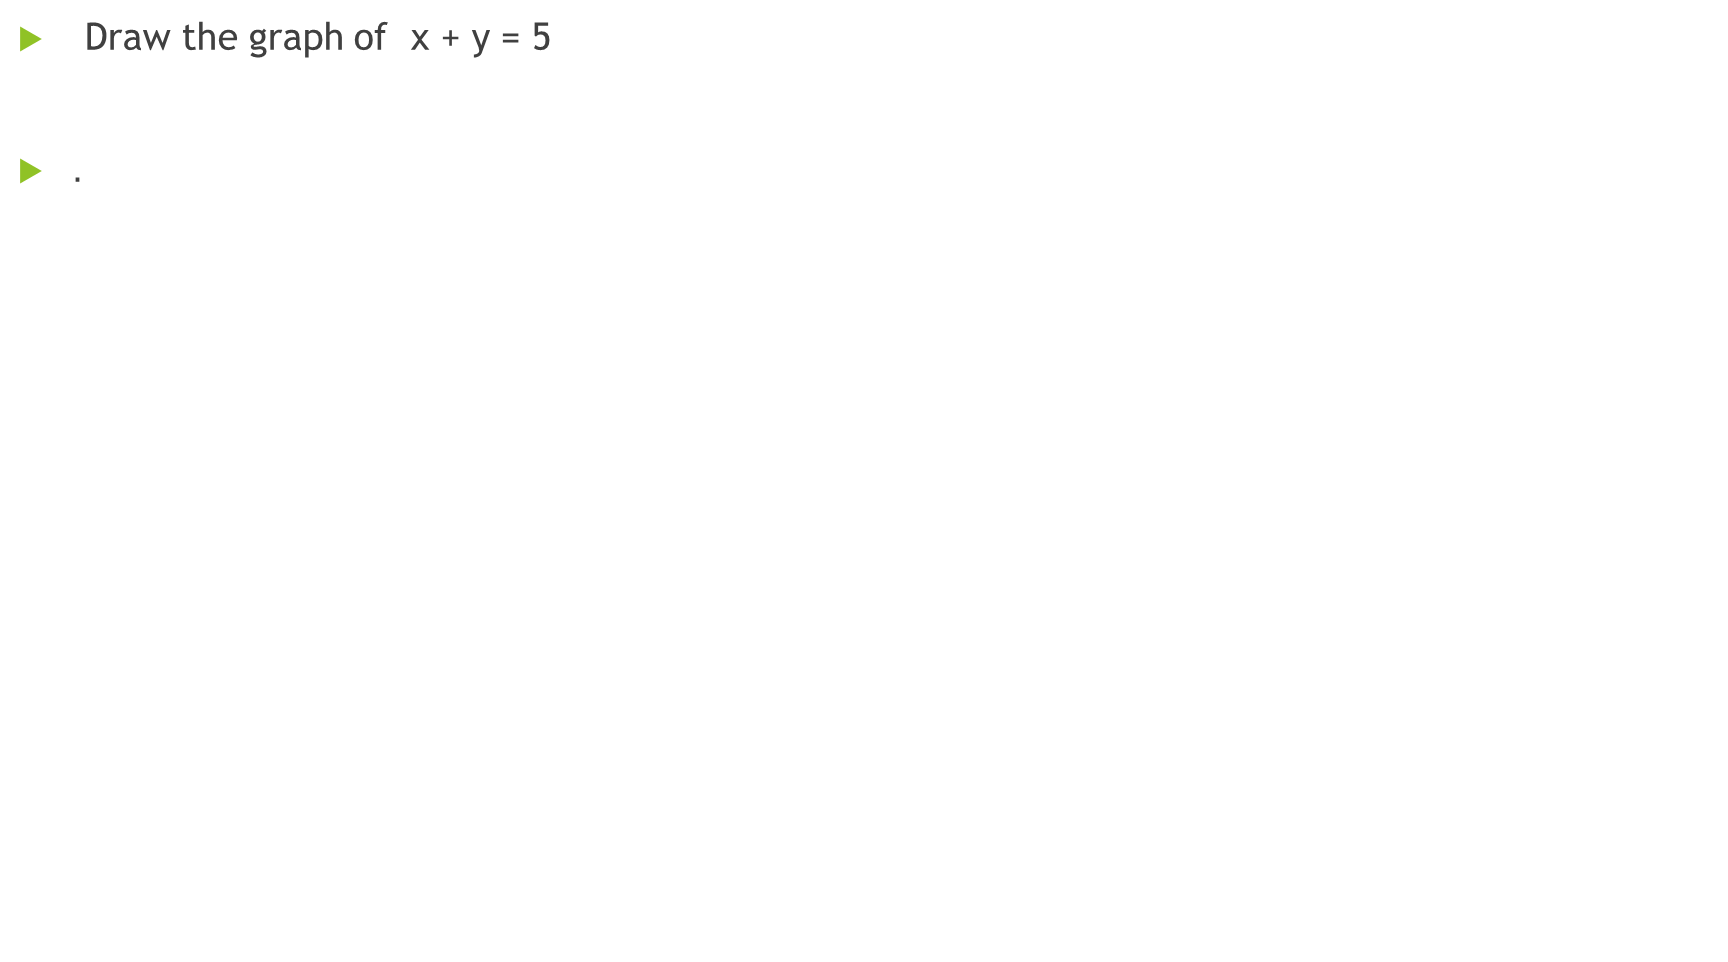 Draw the graph of  x + y = 5
.